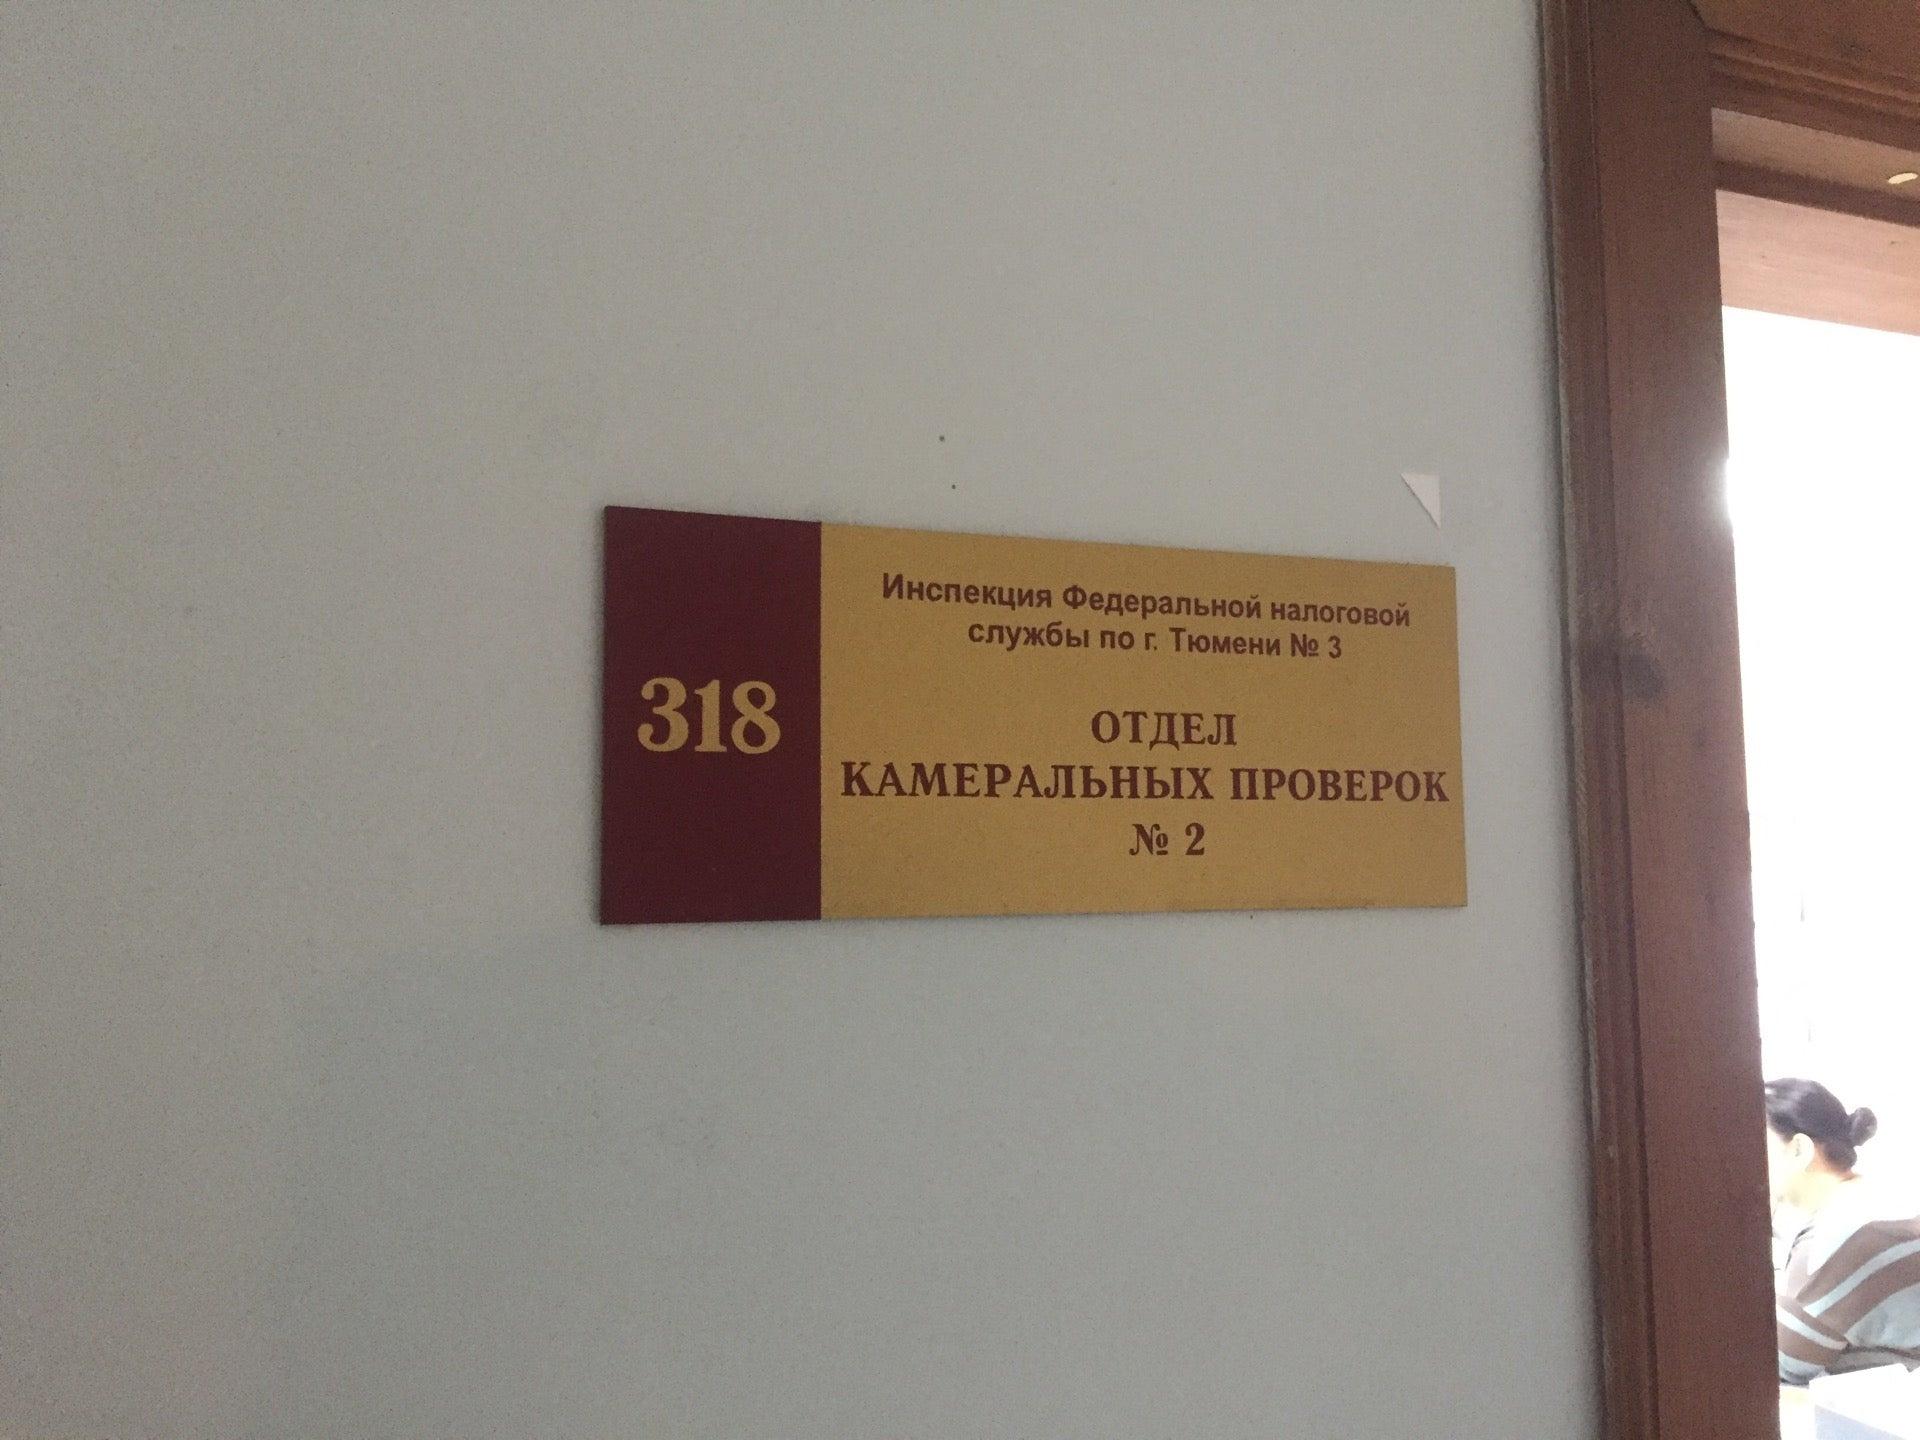 318
Инспекция Федеральной налоговой
службы по г. Тюмени № 3
ОТДЕЛ
КАМЕРАЛЬНЫХ ПРОВЕРОК
№ 2